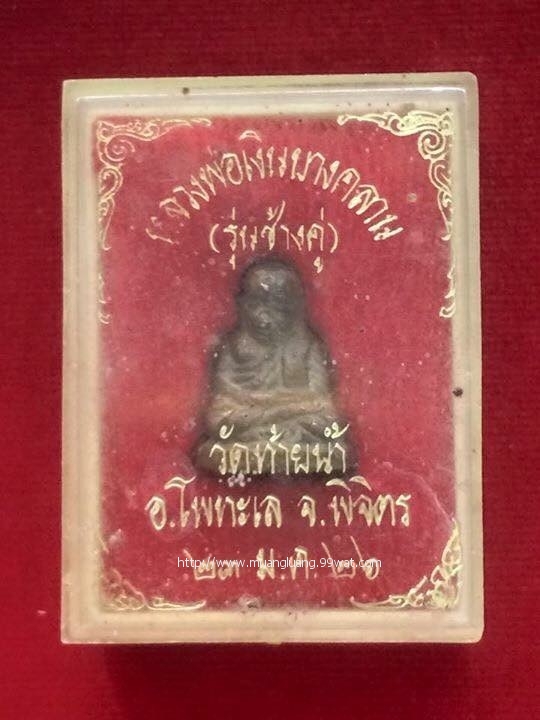 หลวงพ่อเงินบางคลาน
(รุ่นช้างคู่)
วัดท้ายน้ำ
อ.โพทะเล จ.พิจิตร
http://www.muangluang.99wat.com
๒๓ ม.ค. ๒๖